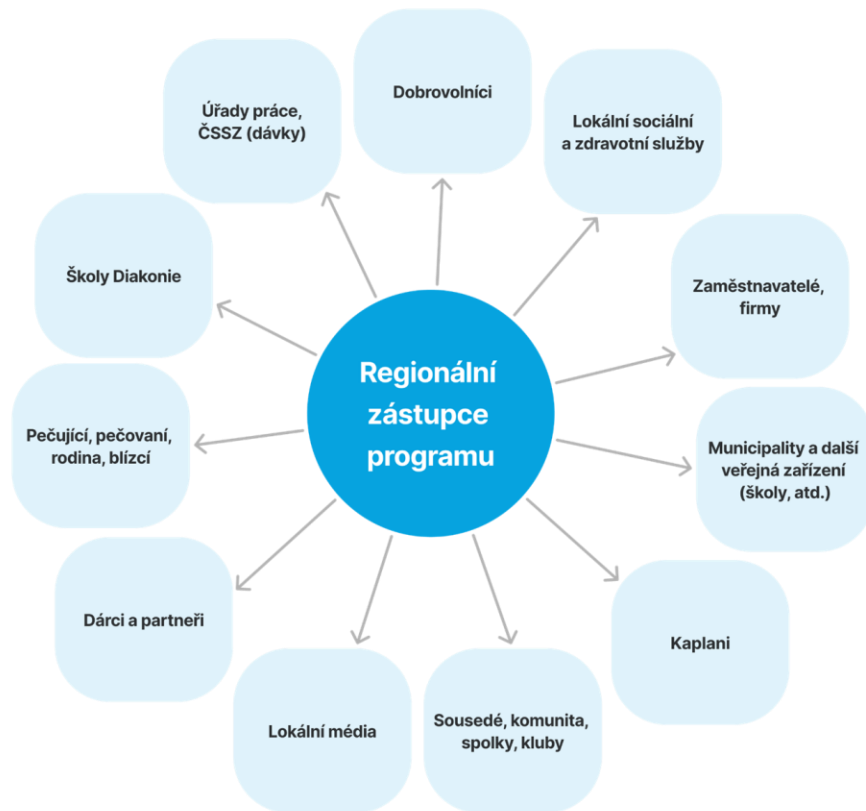 Dobrovolníci
Lokální sociální
a zdravotní služby
Zaměstnavatelé,
firmy
Municipality a další
veřejná zařízení
(školy, atd.)
Kaplani
Sousedé, komunita,
spolky, kluby
Lokální média
Dárci a partneři
Pečující, pečovaní,
rodina, blízcí
Školy Diakonie
Úřady práce,
ČSSZ (dávky)
Regionální
zástupce
programu